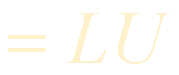 = LU